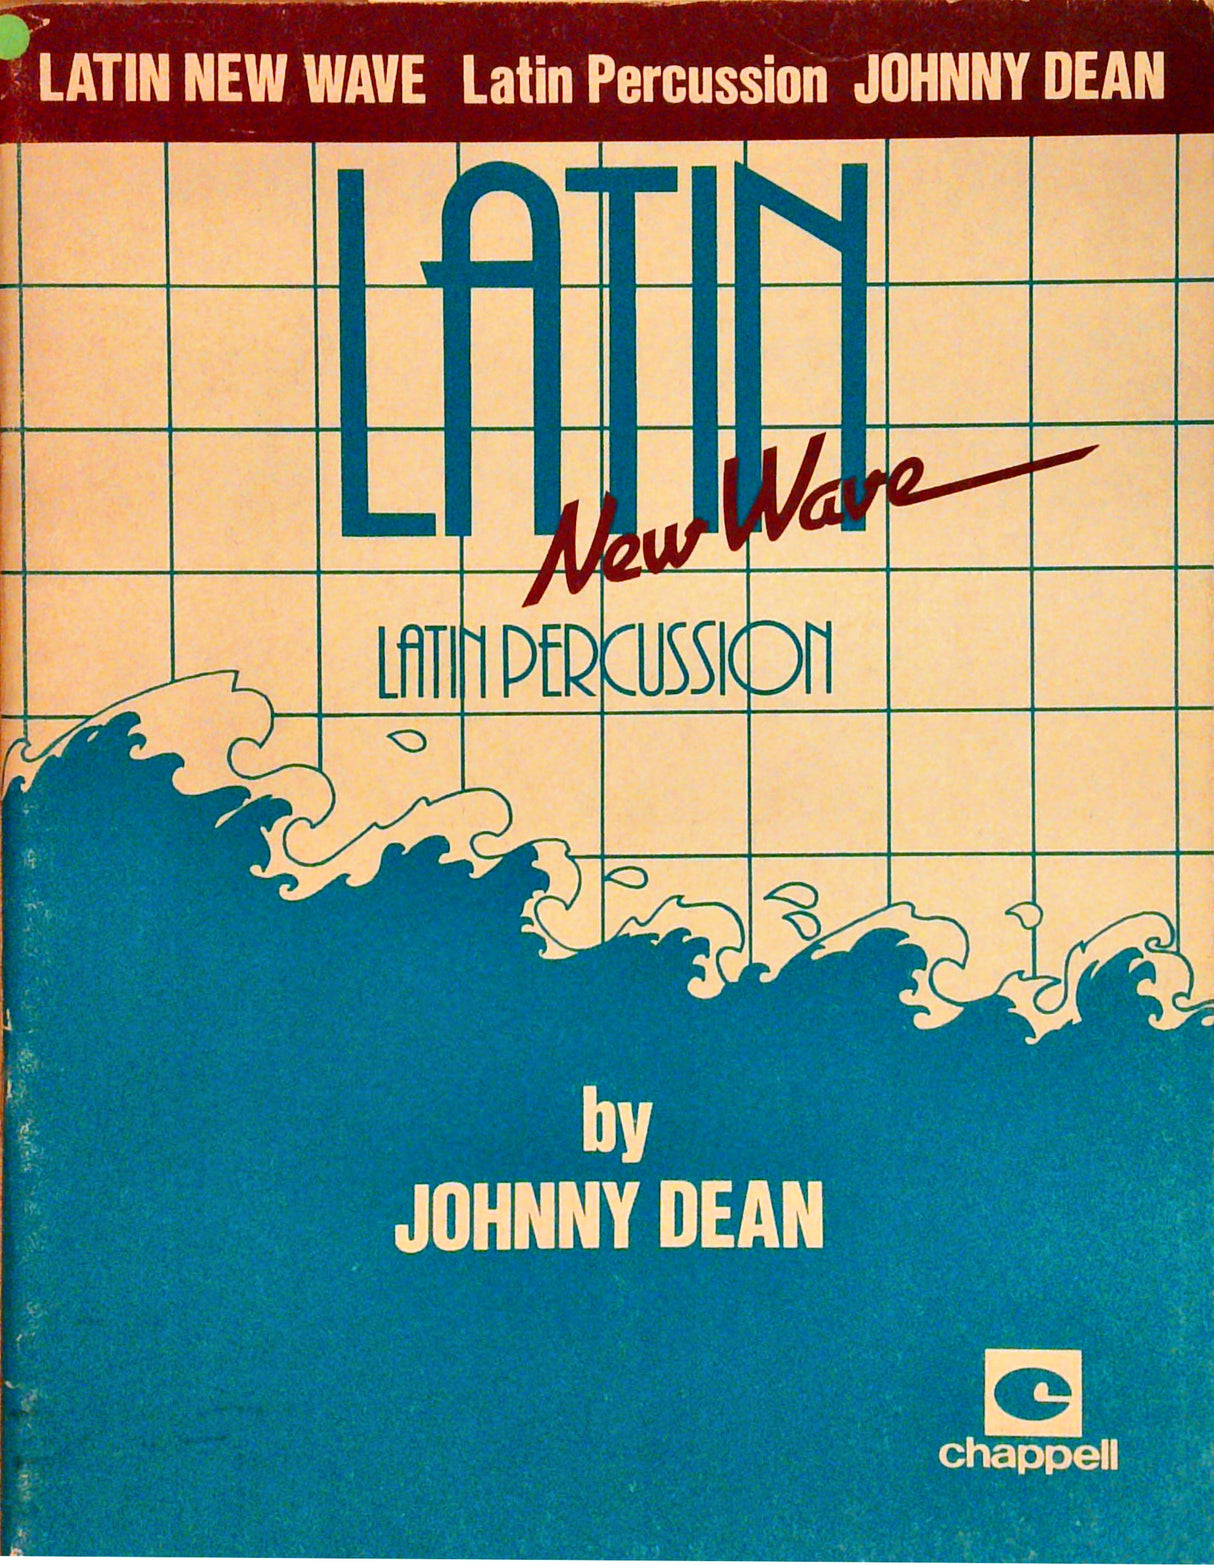 LATIN NEW WAVE Latin Percussion JOHNNY DEAN
LATIN
New Wave
LATIN PERCUSSION
by
JOHNNY DEAN
chappell